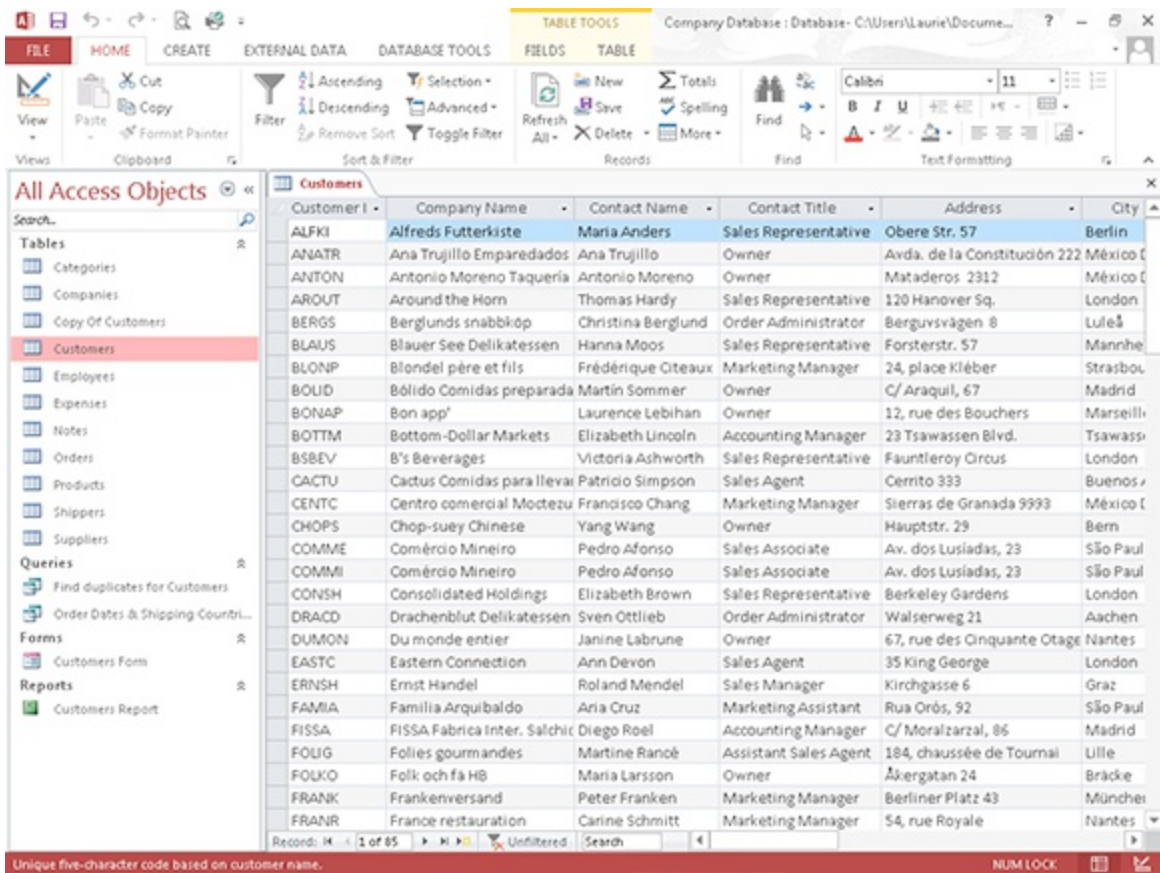 TABLE TOOLS Company Database : Database- C:\Users\Laurie\Docume... ?
FILE HOME CREATE EXTERNAL DATA DATABASE TOOLS FIELDS TABLE
View
Paste
Cut
Copy
Format Painter
Filter
Ascending
Descending
Remove Sort
Selection
Advanced
Toggle Filter
Refresh All
New
Save
Delete
Totals
Spelling
More
Find
Calibri 11
B I U
A
Views Clipboard Sort & Filter Records Find Text Formatting
All Access Objects
Search...
Tables
Categories
Companies
Copy Of Customers
Customers
Employees
Expenses
Notes
Orders
Products
Shippers
Suppliers
Queries
Find duplicates for Customers
Order Dates & Shipping Countri...
Forms
Customers Form
Reports
Customers Report
Customers
Customer I Company Name Contact Name Contact Title Address City
ALFKI Alfreds Futterkiste Maria Anders Sales Representative Obere Str. 57 Berlin
ANATR Ana Trujillo Emparedados Ana Trujillo Owner Avda. de la Constitución 222 México D
ANTON Antonio Moreno Taquería Antonio Moreno Owner Mataderos 2312 México D
AROUT Around the Horn Thomas Hardy Sales Representative 120 Hanover Sq. London
BERGS Berglunds snabbköp Christina Berglund Order Administrator Berguvsvägen 8 Luleå
BLAUS Blauer See Delikatessen Hanna Moos Sales Representative Forsterstr. 57 Mannhe
BLONP Blondel père et fils Frédérique Citeaux Marketing Manager 24, place Kléber Strasbou
BOLID Bólido Comidas preparada Martín Sommer Owner C/ Araquil, 67 Madrid
BONAP Bon app' Laurence Lebihan Owner 12, rue des Bouchers Marseille
BOTTM Bottom-Dollar Markets Elizabeth Lincoln Accounting Manager 23 Tsawassen Blvd. Tsawass
BSBEV B's Beverages Victoria Ashworth Sales Representative Fauntleroy Circus London
CACTU Cactus Comidas para llevar Patricio Simpson Sales Agent Cerrito 333 Buenos A
CENTC Centro comercial Moctezu Francisco Chang Marketing Manager Sierras de Granada 9993 México D
CHOPS Chop-suey Chinese Yang Wang Owner Hauptstr. 29 Bern
COMME Comércio Mineiro Pedro Afonso Sales Associate Av. dos Lusíadas, 23 São Paul
COMMI Comércio Mineiro Pedro Afonso Sales Associate Av. dos Lusíadas, 23 São Paul
CONSH Consolidated Holdings Elizabeth Brown Sales Representative Berkeley Gardens London
DRACD Drachenblut Delikatessen Sven Ottlieb Order Administrator Walserweg 21 Aachen
DUMON Du monde entier Janine Labrune Owner 67, rue des Cinquante Otage Nantes
EASTC Eastern Connection Ann Devon Sales Agent 35 King George London
ERNSH Ernst Handel Roland Mendel Sales Manager Kirchgasse 6 Graz
FAMIA Familia Arquibaldo Aria Cruz Marketing Assistant Rua Orós, 92 São Paul
FISSA FISSA Fabrica Inter. Salchic Diego Roel Accounting Manager C/ Moralzarzal, 86 Madrid
FOLIG Folies gourmandes Martine Rancé Assistant Sales Agent 184, chaussée de Tournai Lille
FOLKO Folk och fä HB Maria Larsson Owner Åkergatan 24 Bräcke
FRANK Frankenversand Peter Franken Marketing Manager Berliner Platz 43 München
FRANR France restauration Carine Schmitt Marketing Manager 54, rue Royale Nantes
Record: 1 of 85 Unfiltered Search
Unique five-character code based on customer name. NUM LOCK